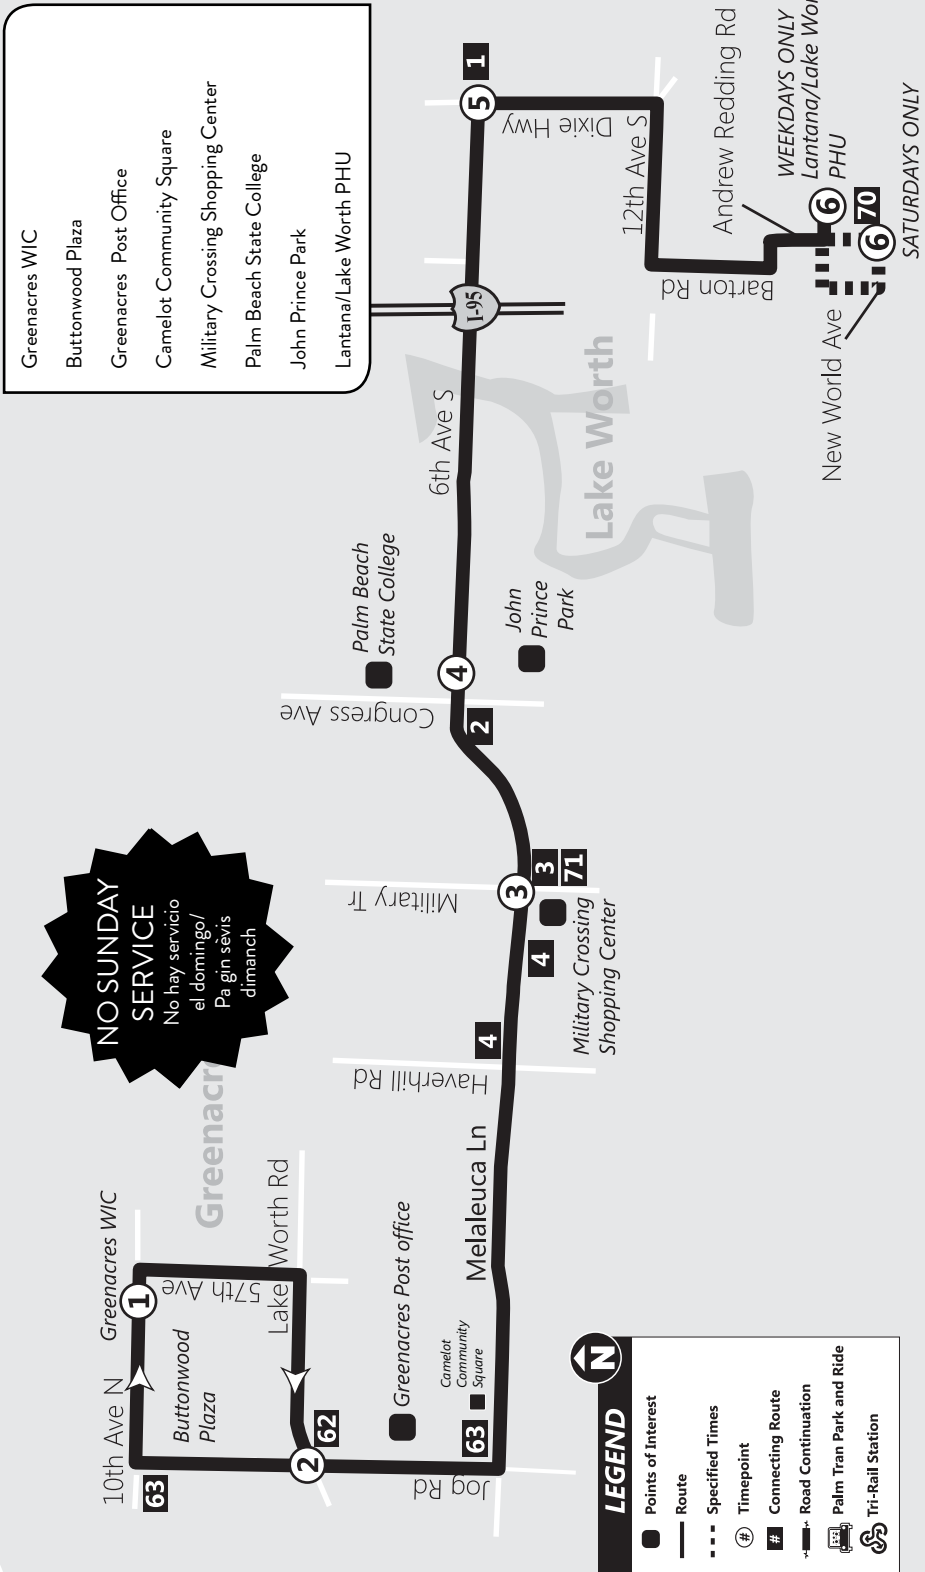 Greenacres WIC
Buttonwood Plaza
Greenacres Post Office
Camelot Community Square
Military Crossing Shopping Center
Palm Beach State College
John Prince Park
Lantana/Lake Worth PHU
NO SUNDAY
SERVICE
No hay servicio
el domingo/
Pa gin sèvis
dimanch
10th Ave N
63
Greenacres WIC
1
57th Ave
Buttonwood
Plaza
Lake Worth Rd
2
62
Greenacres Post office
Camelot
Community
Square
63
Jog Rd
Melaleuca Ln
Haverhill Rd
4
4
Military Tr
3
3
71
Military Crossing
Shopping Center
Congress Ave
2
4
Palm Beach
State College
John
Prince
Park
Lake Worth
6th Ave S
I-95
5
1
Dixie Hwy
12th Ave S
Barton Rd
Andrew Redding Rd
WEEKDAYS ONLY
Lantana/Lake
PHU
6
70
6
SATURDAYS ONLY
New World Ave
N
LEGEND
Points of Interest
Route
Specified Times
# Timepoint
# Connecting Route
Road Continuation
Palm Tran Park and Ride
Tri-Rail Station